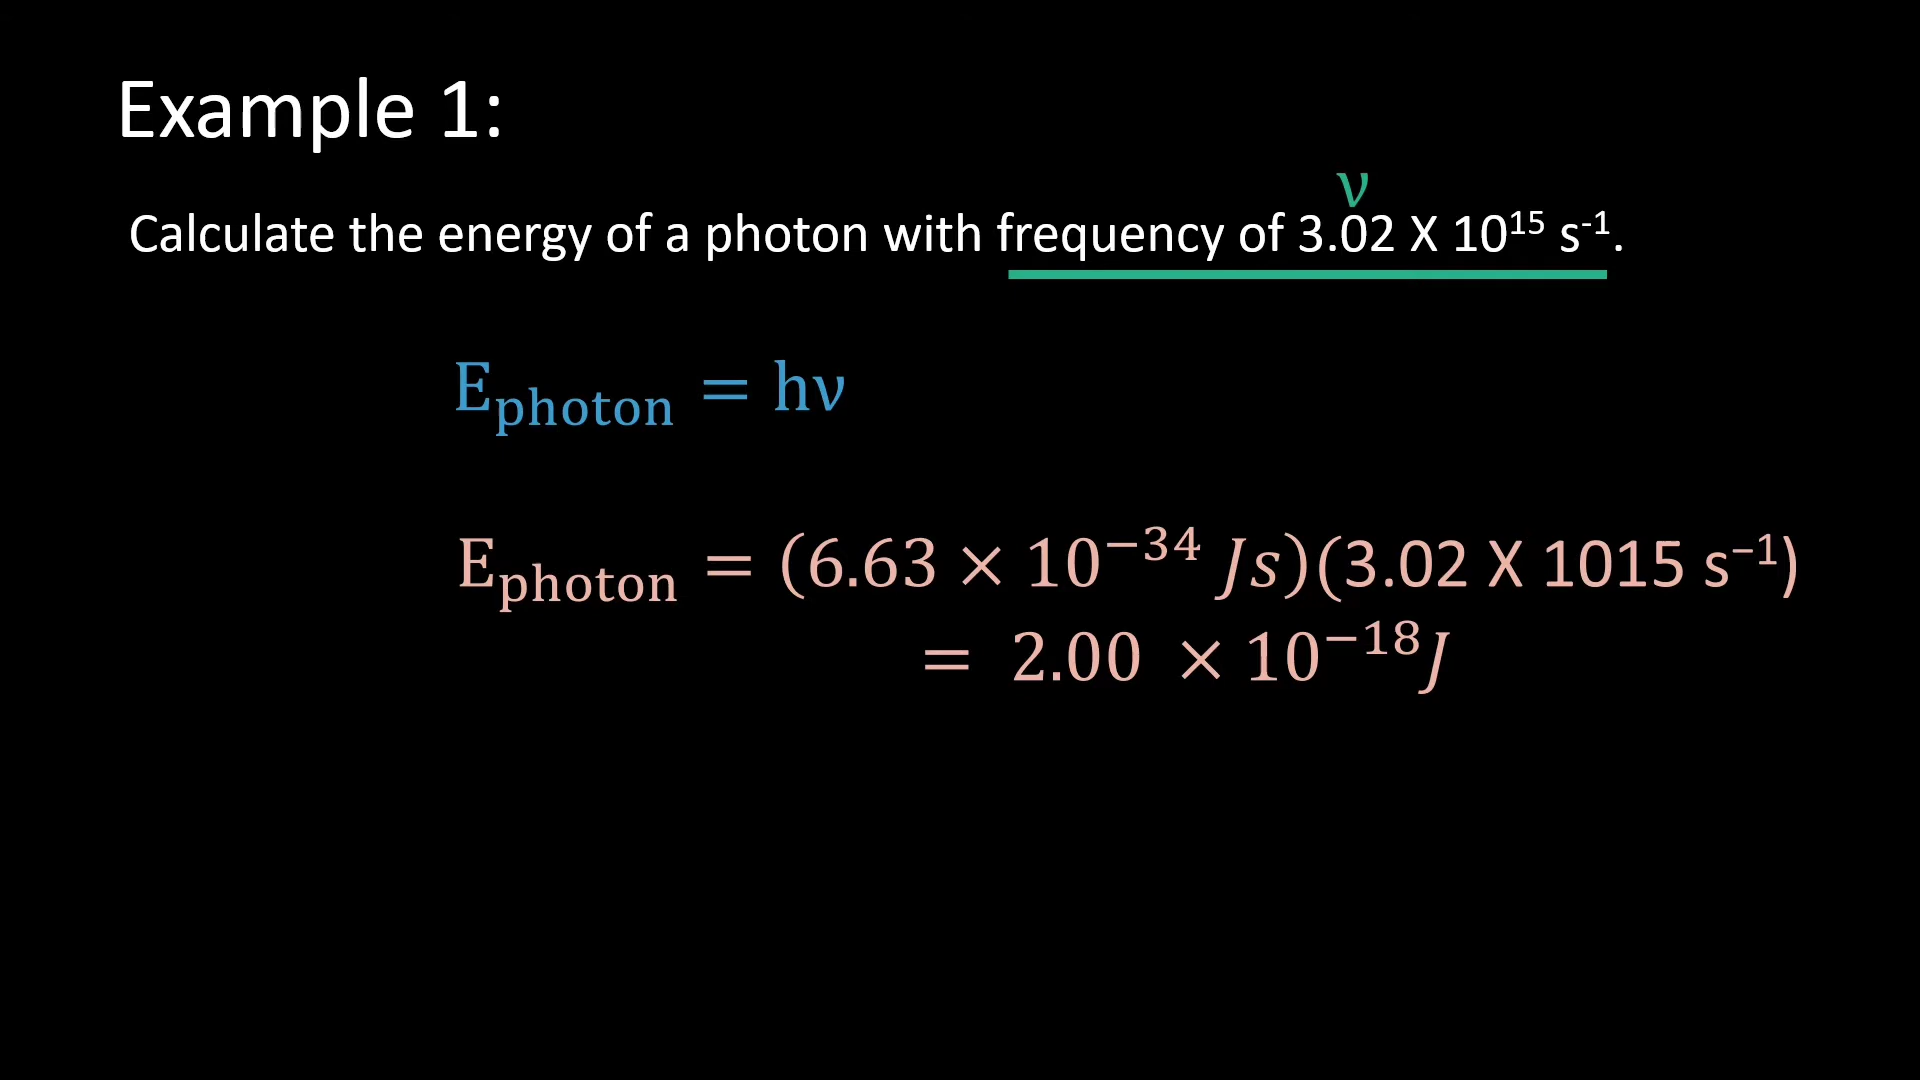 Example 1:
ν
Calculate the energy of a photon with frequency of 3.02 X 10¹⁵ s⁻¹.
E_photon = hν
E_photon = (6.63 × 10⁻³⁴ Js)(3.02 X 1015 s⁻¹)
= 2.00 × 10⁻¹⁸J